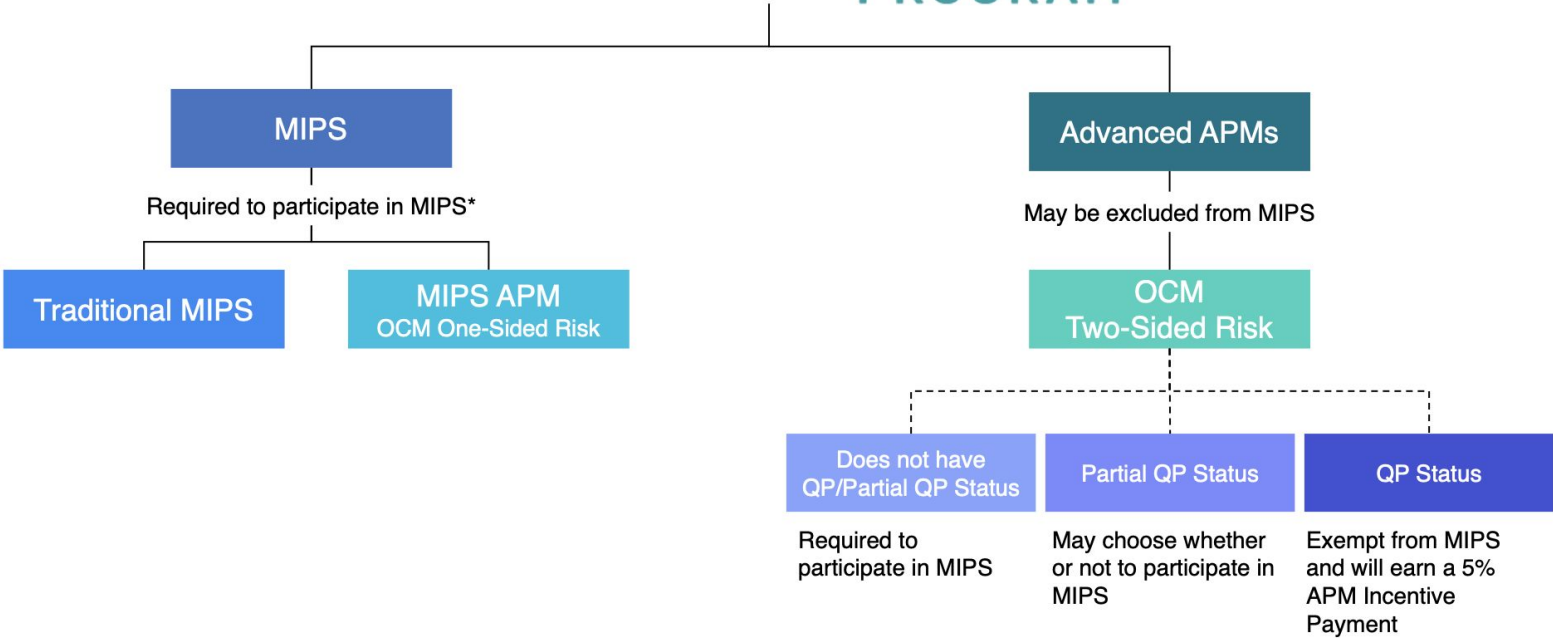 MIPS
Advanced APMs
Required to participate in MIPS*
May be excluded from MIPS
Traditional MIPS
MIPS APM
OCM One-Sided Risk
OCM
Two-Sided Risk
Does not have
QP/Partial QP Status
Partial QP Status
QP Status
Required to
participate in MIPS
May choose whether
or not to participate in
MIPS
Exempt from MIPS
and will earn a 5%
APM Incentive
Payment